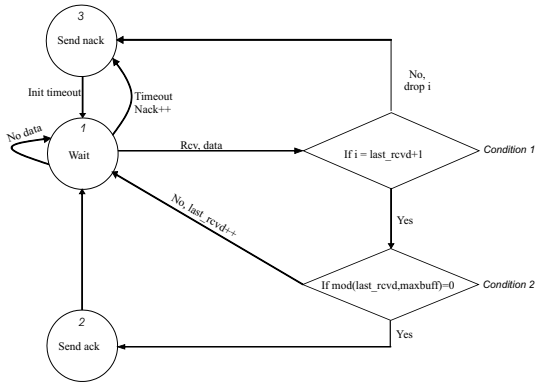 3
Send nack
No,
drop i
Init timeout
Timeout
Nack++
No data
1
Wait
Rcv, data
If i = last_rcvd+1
Condition 1
No, last_rcvd++
Yes
If mod(last_rcvd,maxbuff)=0
Condition 2
2
Send ack
Yes